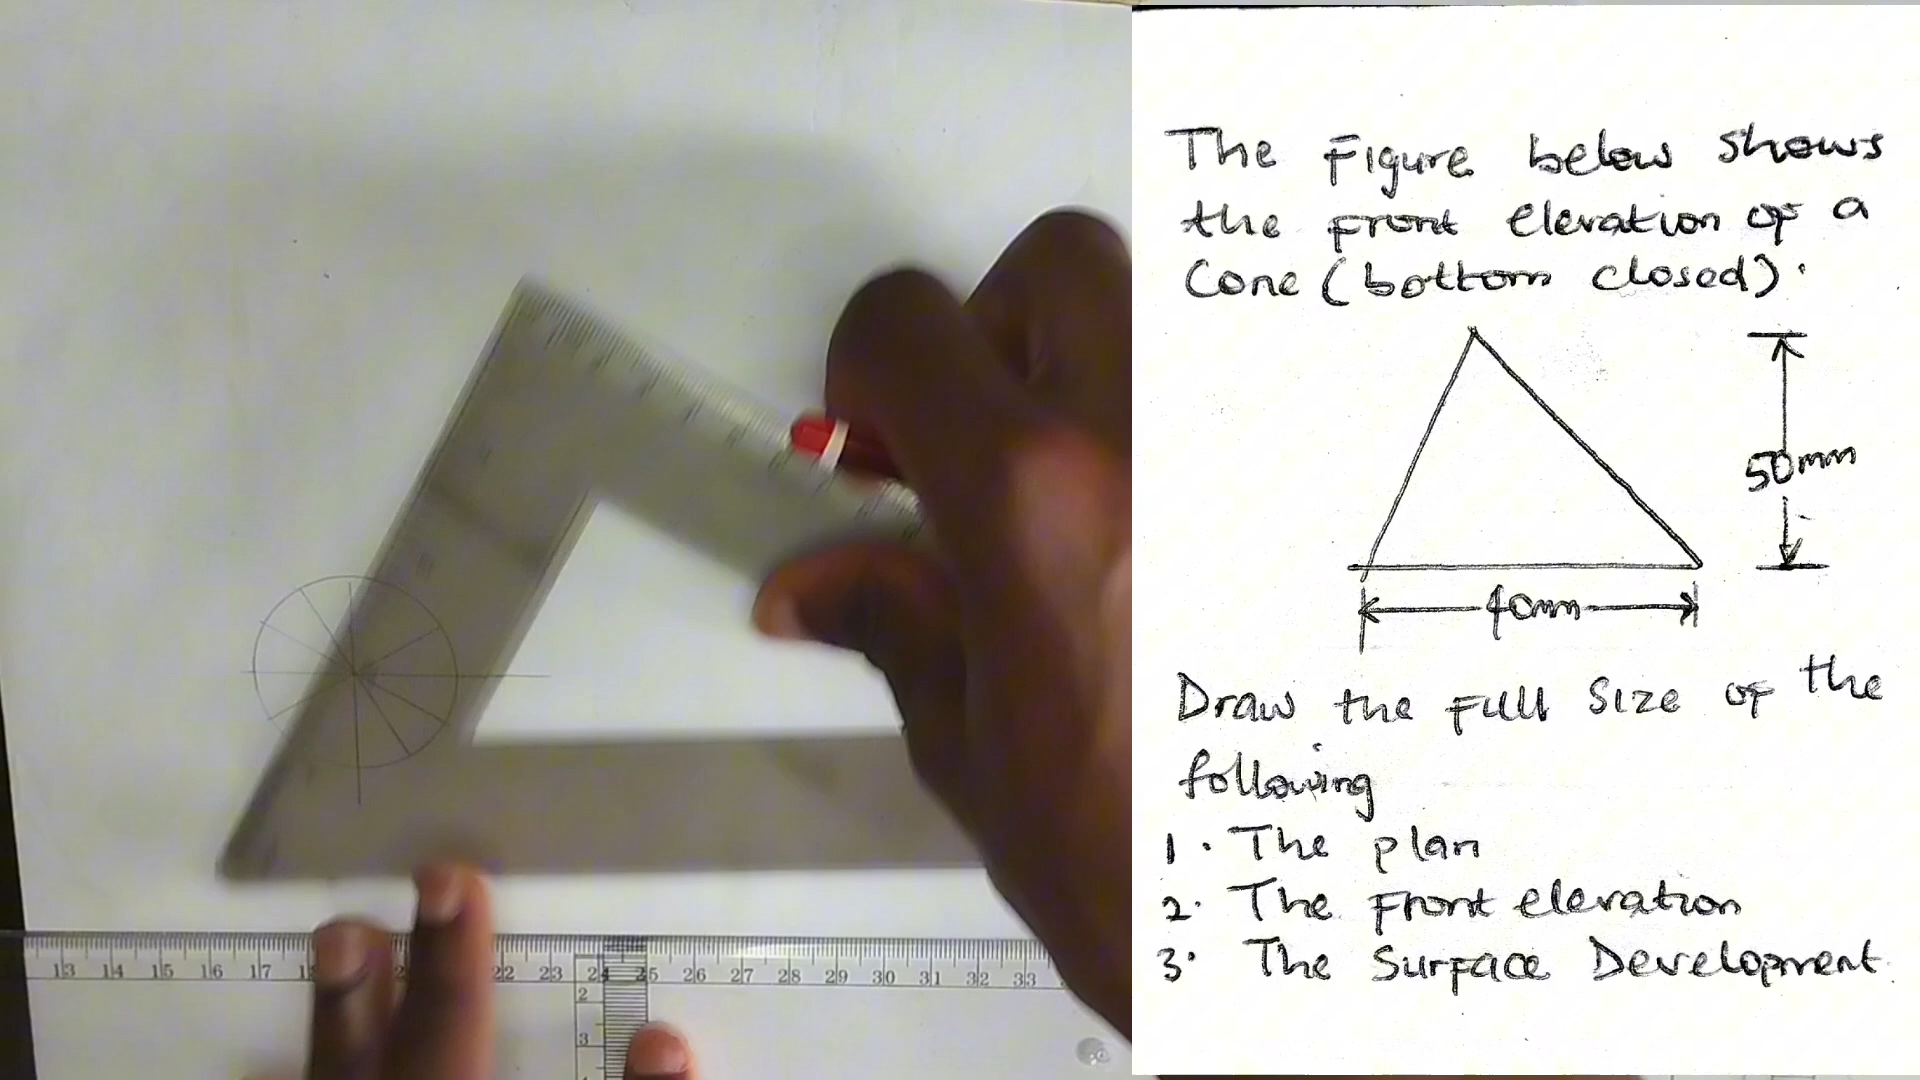 The Figure below shows
the front elevation of a
Cone (bottom closed).
50mm
40mm
Draw the full size of the
following
1. The plan
2. The Front elevation
3. The Surface Development.
13 14 15 16 17 22 23 24 25 26 27 28 29 30 31 32 33
2
3